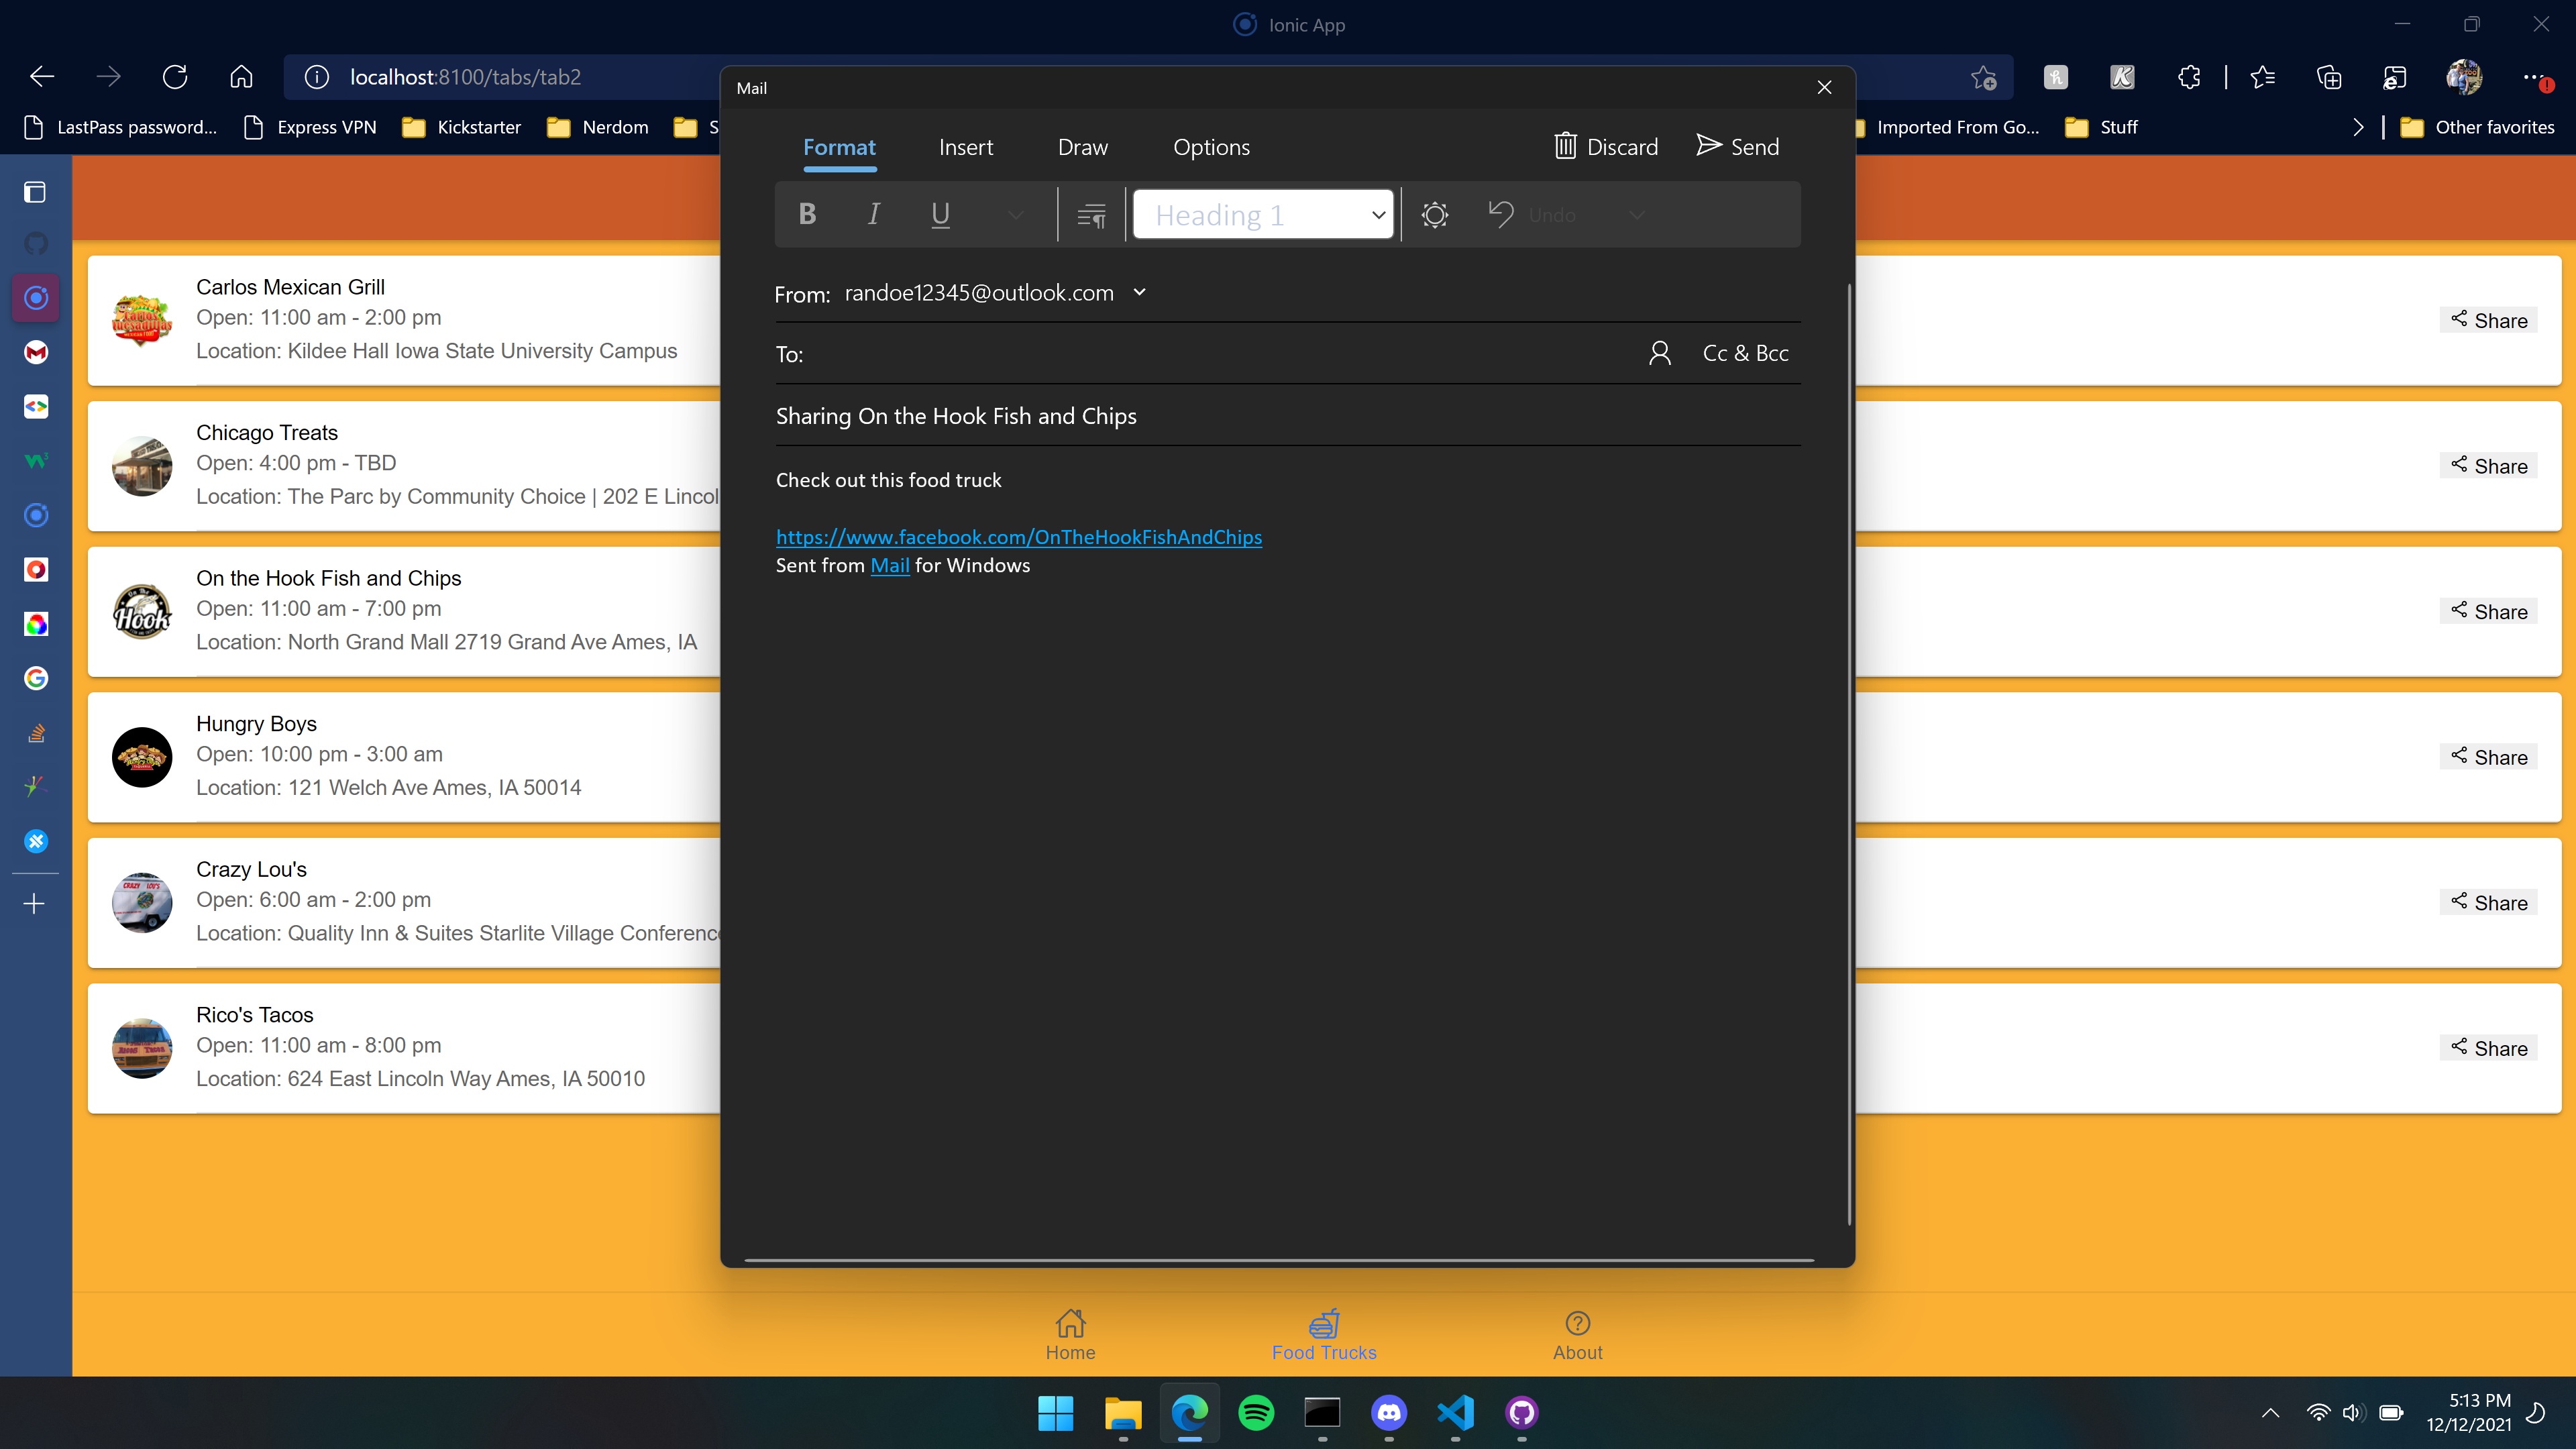 Ionic App
localhost:8100/tabs/tab2
LastPass password...
Express VPN
Kickstarter
Nerdom
S
Imported From Go...
Stuff
Other favorites
Mail
Format
Insert
Draw
Options
Discard
Send
B
I
U
Heading 1
Undo
From: randoe12345@outlook.com
To:
Cc & Bcc
Sharing On the Hook Fish and Chips
Check out this food truck
https://www.facebook.com/OnTheHookFishAndChips
Sent from Mail for Windows
Carlos Mexican Grill
Open: 11:00 am - 2:00 pm
Location: Kildee Hall Iowa State University Campus
Share
Chicago Treats
Open: 4:00 pm - TBD
Location: The Parc by Community Choice | 202 E Lincol
Share
On the Hook Fish and Chips
Open: 11:00 am - 7:00 pm
Location: North Grand Mall 2719 Grand Ave Ames, IA
Hook
Share
Hungry Boys
Open: 10:00 pm - 3:00 am
Location: 121 Welch Ave Ames, IA 50014
Share
Crazy Lou's
Open: 6:00 am - 2:00 pm
Location: Quality Inn & Suites Starlite Village Conferenc
CRAZY LOU'S
Share
Rico's Tacos
Open: 11:00 am - 8:00 pm
Location: 624 East Lincoln Way Ames, IA 50010
Share
Home
Food Trucks
About
5:13 PM
12/12/2021